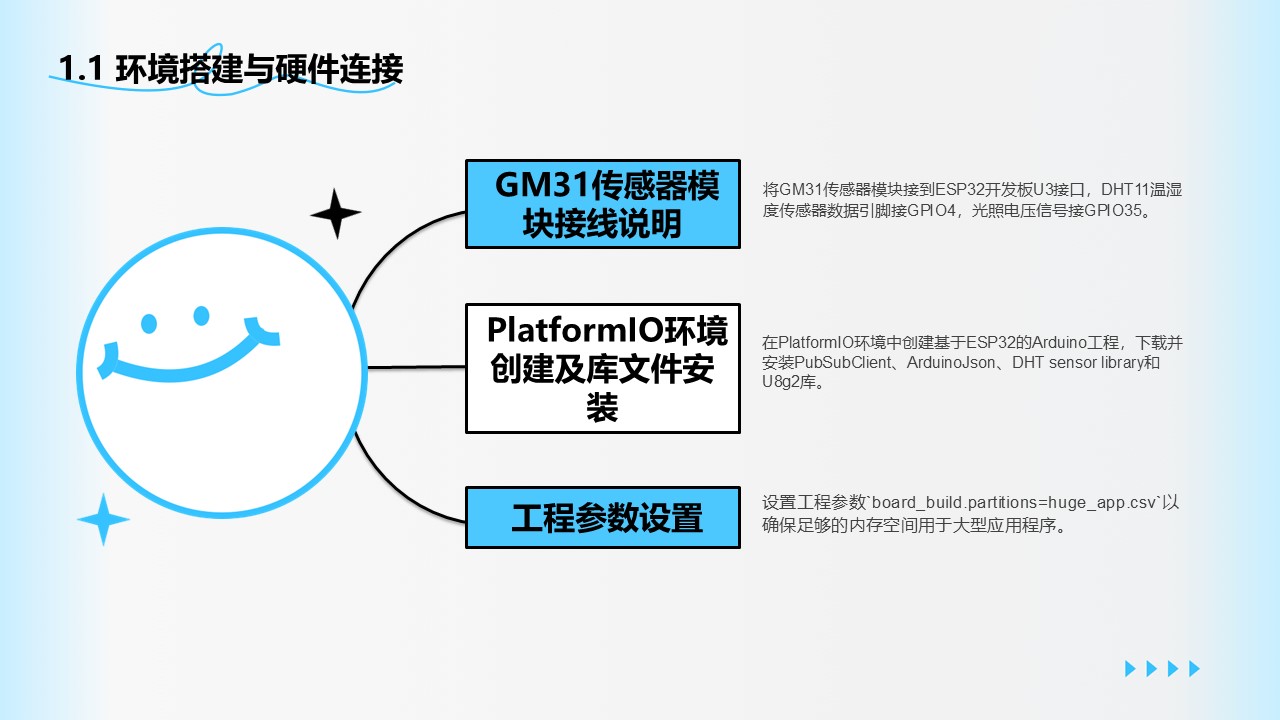 1.1 环境搭建与硬件连接
GM31传感器模
块接线说明
将GM31传感器模块接到ESP32开发板U3接口，DHT11温湿
度传感器数据引脚接GPIO4，光照电压信号接GPIO35。
PlatformIO环境
创建及库文件安
装
在PlatformIO环境中创建基于ESP32的Arduino工程，下载并
安装PubSubClient、ArduinoJson、DHT sensor library和
U8g2库。
工程参数设置
设置工程参数`board_build.partitions=huge_app.csv`以
确保足够的内存空间用于大型应用程序。